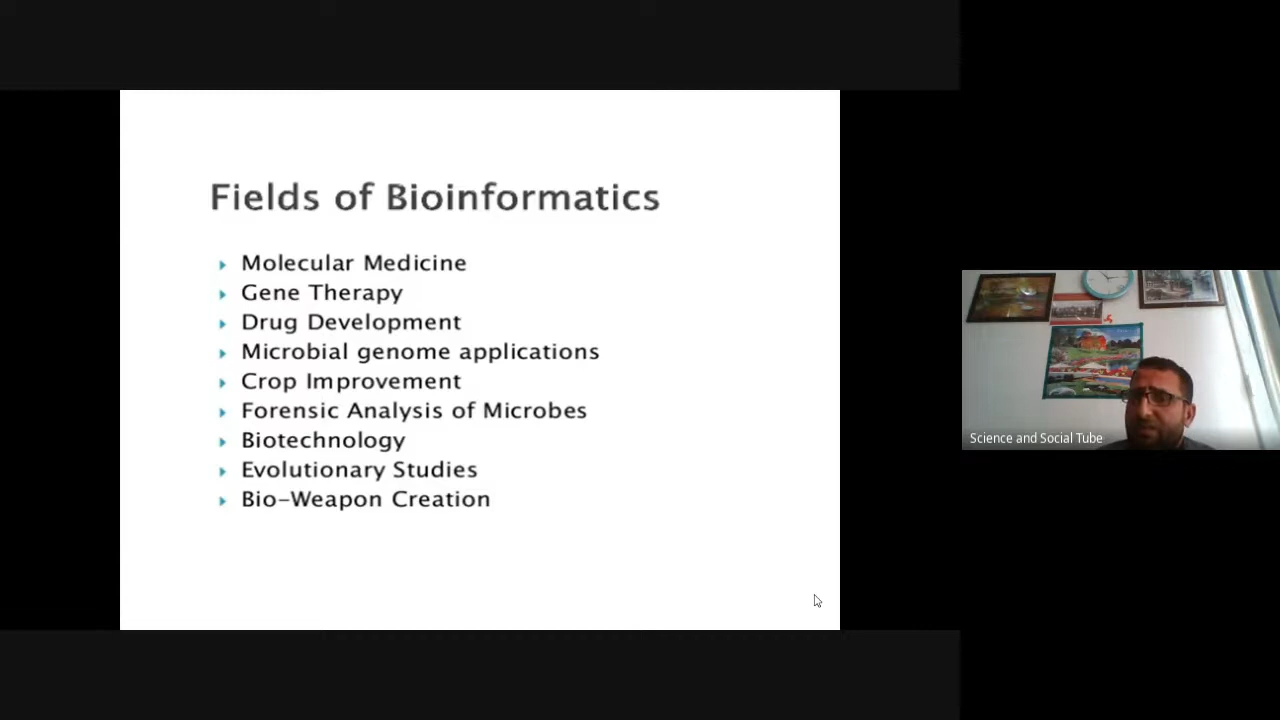 Fields of Bioinformatics
Molecular Medicine
Gene Therapy
Drug Development
Microbial genome applications
Crop Improvement
Forensic Analysis of Microbes
Biotechnology
Evolutionary Studies
Bio-Weapon Creation
Science and Social Tube